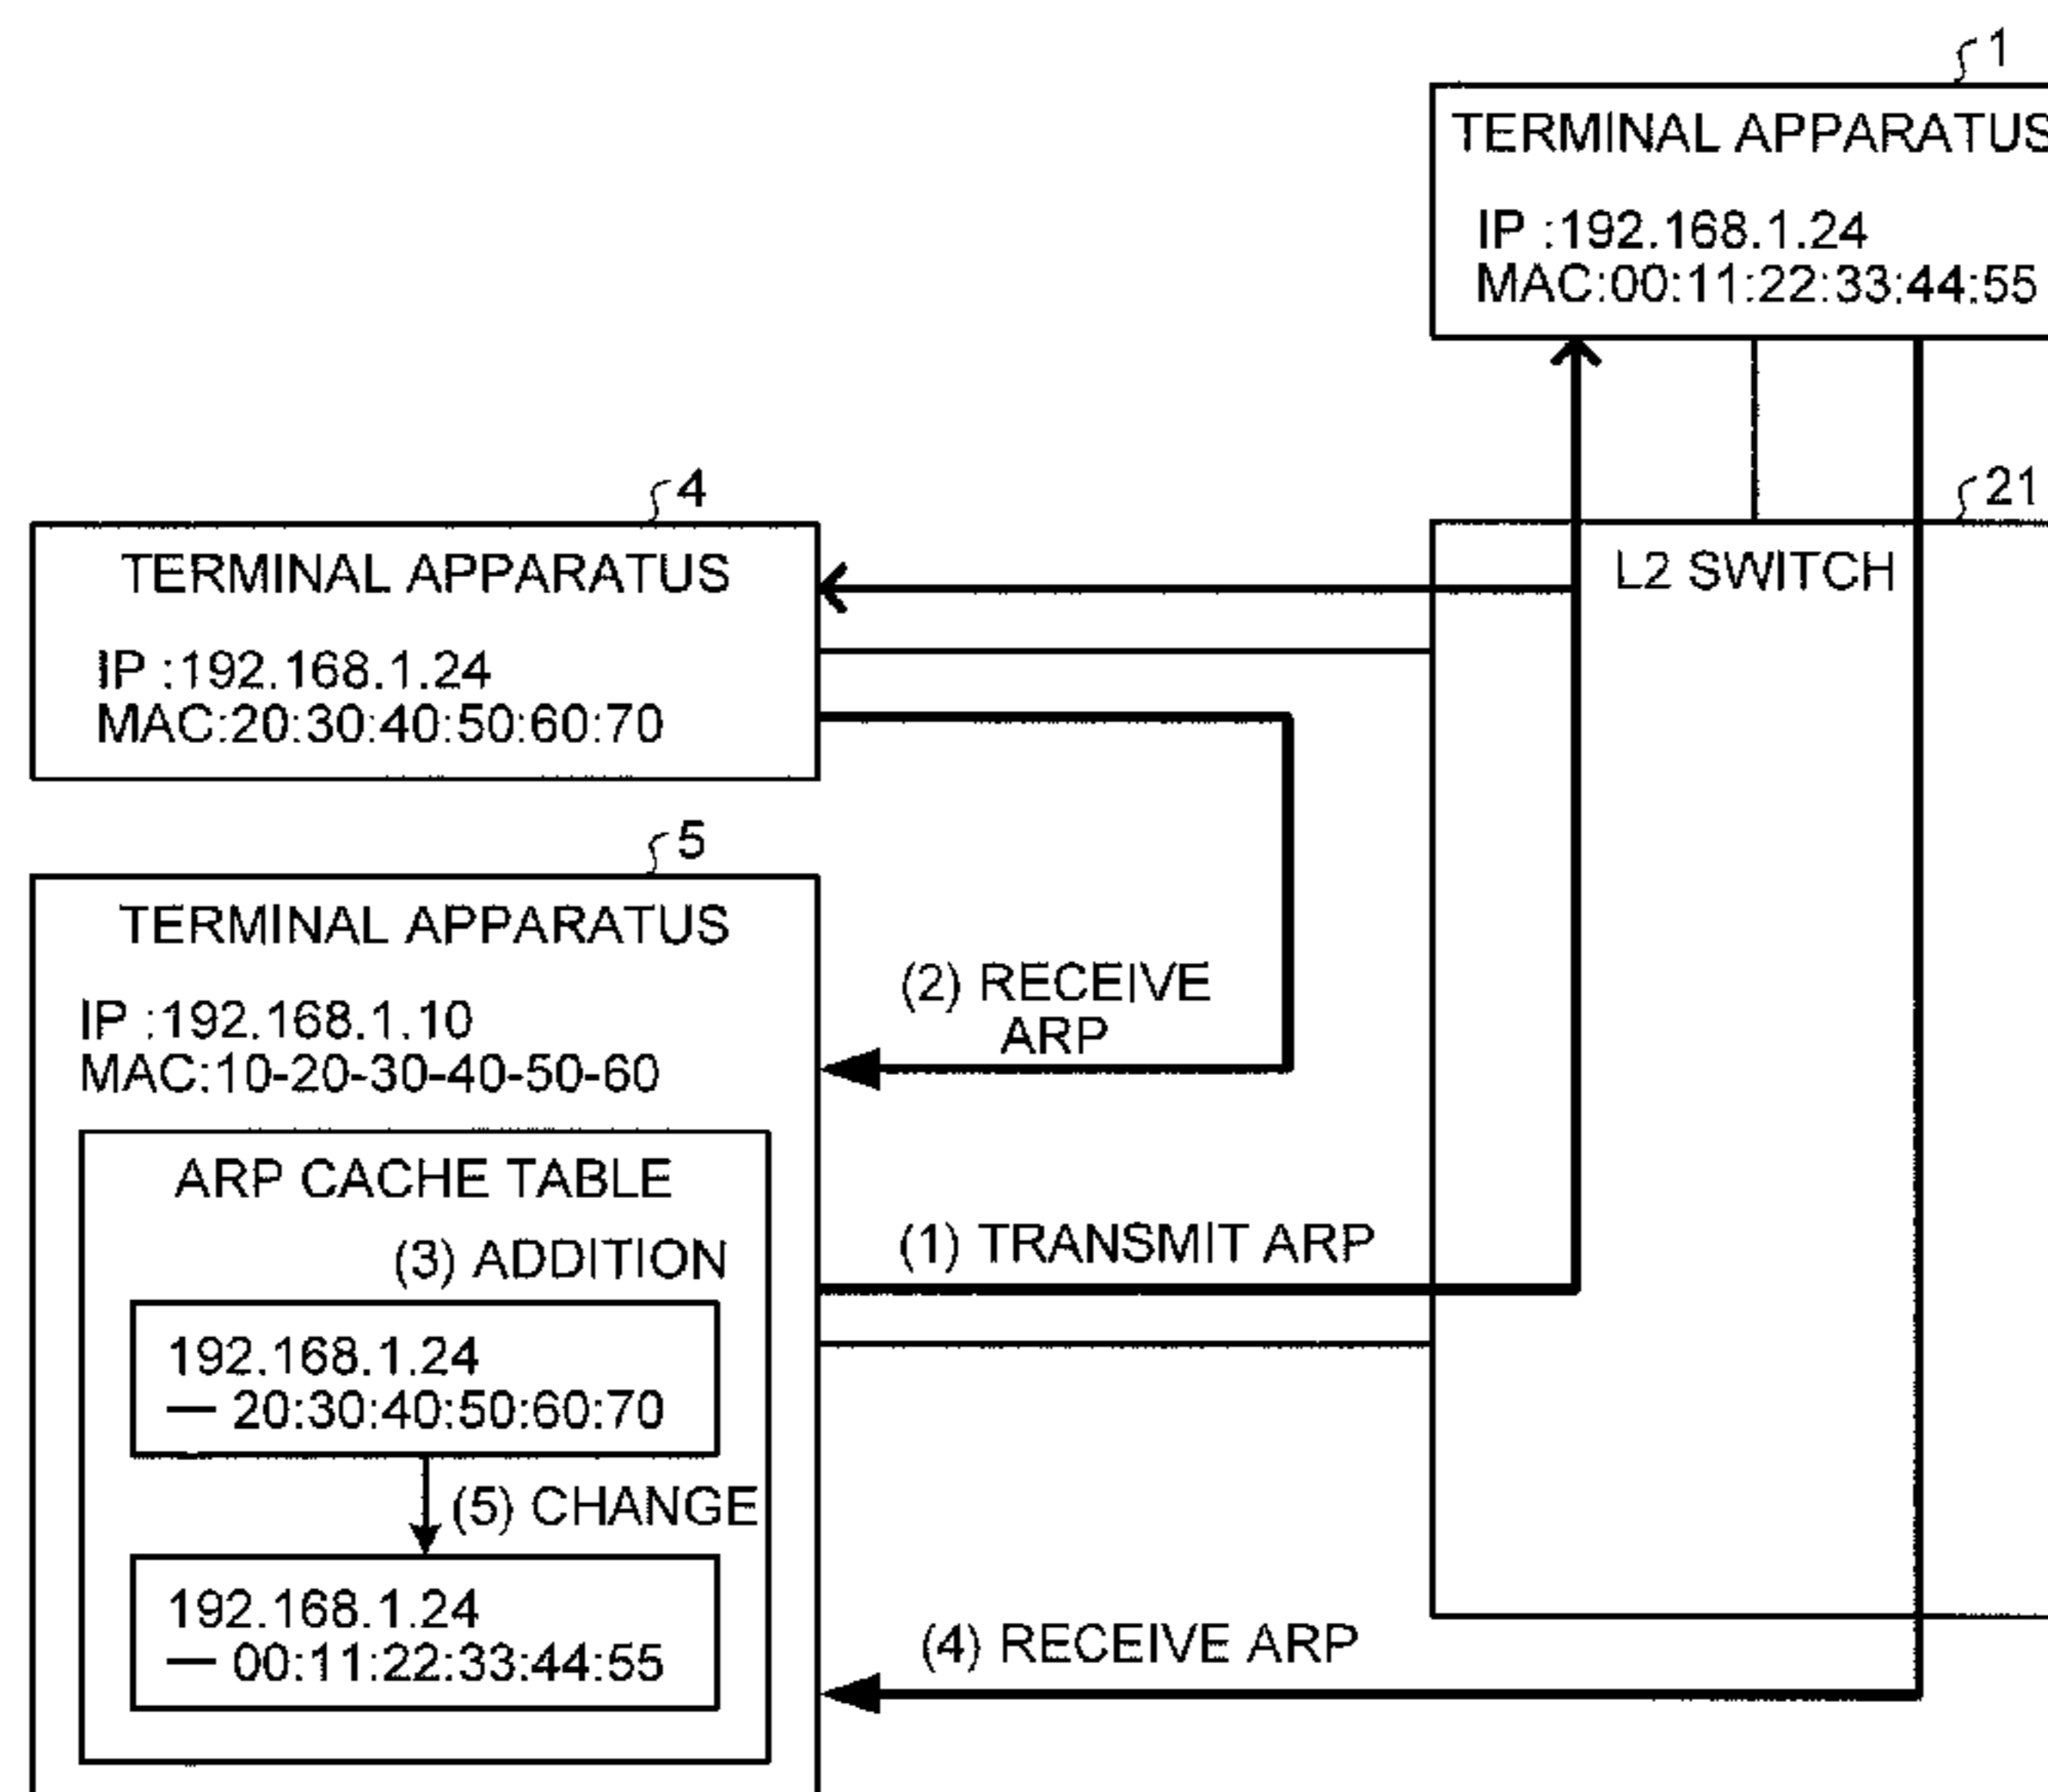 1
TERMINAL APPARATUS
IP :192.168.1.24
MAC:00:11:22:33:44:55
4
TERMINAL APPARATUS
IP :192.168.1.24
MAC:20:30:40:50:60:70
21
L2 SWITCH
5
TERMINAL APPARATUS
IP :192.168.1.10
MAC:10-20-30-40-50-60
(2) RECEIVE
ARP
ARP CACHE TABLE
(3) ADDITION
(1) TRANSMIT ARP
192.168.1.24
— 20:30:40:50:60:70
(5) CHANGE
192.168.1.24
— 00:11:22:33:44:55
(4) RECEIVE ARP